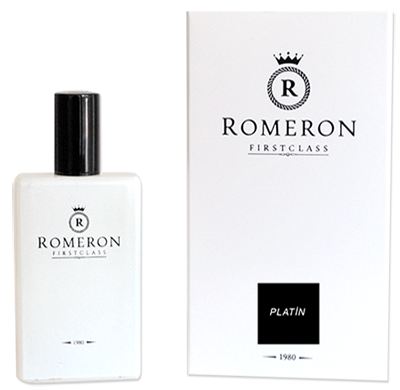 R
ROMERON
FIRSTCLASS
1980
R
ROMERON
FIRSTCLASS
PLATİN
1980